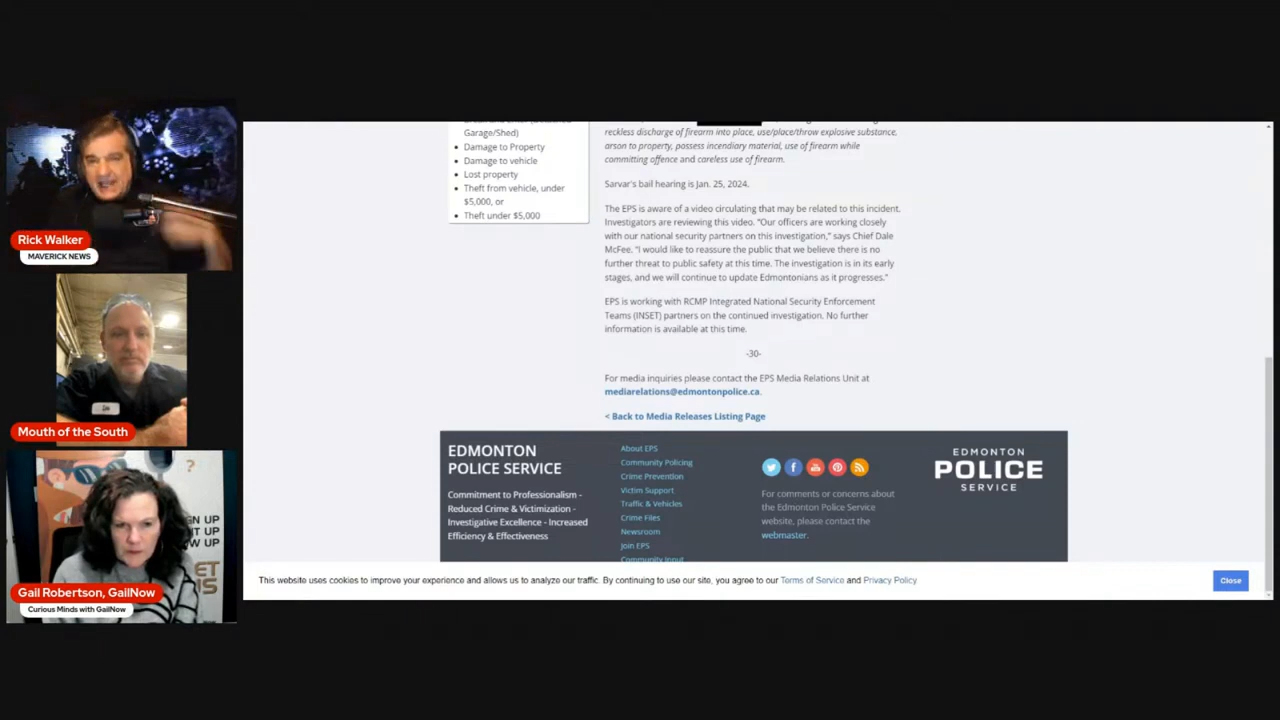 Rick Walker
MAVERICK NEWS
Mouth of the South
UP
IT UP
W UP
ET
IS
Gail Robertson, GailNow
Curious Minds with GailNow
Garage/Shed)
• Damage to Property
• Damage to vehicle
• Lost property
• Theft from vehicle, under
$5,000, or
• Theft under $5,000
reckless discharge of firearm into place, use/place/throw explosive substance,
arson to property, possess incendiary material, use of firearm while
committing offence and careless use of firearm.
Sarvar's bail hearing is Jan. 25, 2024.
The EPS is aware of a video circulating that may be related to this incident.
Investigators are reviewing this video. “Our officers are working closely
with our national security partners on this investigation,” says Chief Dale
McFee. “I would like to reassure the public that we believe there is no
further threat to public safety at this time. The investigation is in its early
stages, and we will continue to update Edmontonians as it progresses.”
EPS is working with RCMP Integrated National Security Enforcement
Teams (INSET) partners on the continued investigation. No further
information is available at this time.
-30-
For media inquiries please contact the EPS Media Relations Unit at
mediarelations@edmontonpolice.ca.
< Back to Media Releases Listing Page
EDMONTON
POLICE SERVICE
Commitment to Professionalism -
Reduced Crime & Victimization -
Investigative Excellence - Increased
Efficiency & Effectiveness
About EPS
Community Policing
Crime Prevention
Victim Support
Traffic & Vehicles
Crime Files
Newsroom
Join EPS
Community Input
For comments or concerns about
the Edmonton Police Service
website, please contact the
webmaster.
EDMONTON
POLICE
SERVICE
This website uses cookies to improve your experience and allows us to analyze our traffic. By continuing to use our site, you agree to our Terms of Service and Privacy Policy
Close